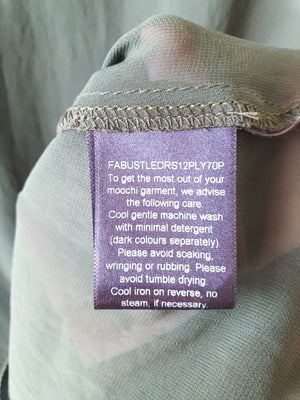 FABUSTLEDRS12PLY70P
To get the most out of your
moochi garment, we advise
the following care.
Cool gentle machine wash
with minimal detergent
(dark colours separately).
Please avoid soaking,
wringing or rubbing. Please
avoid tumble drying.
Cool iron on reverse, no
steam, if necessary.